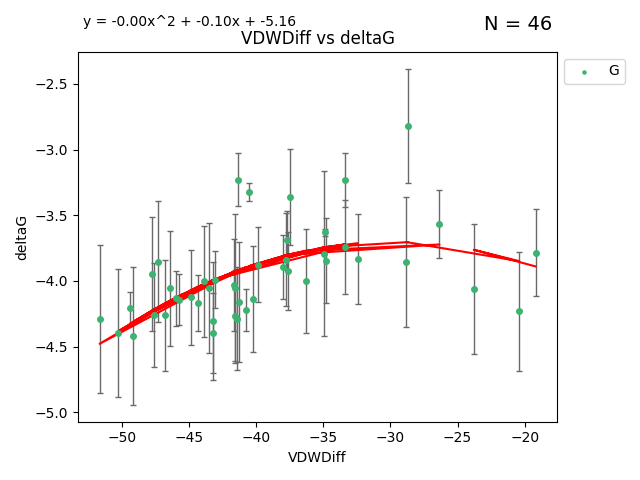 y = -0.00x^2 + -0.10x + -5.16
N = 46
VDWDiff vs deltaG
G
deltaG
−2.5
−3.0
−3.5
−4.0
−4.5
−5.0
−50
−45
−40
−35
−30
−25
−20
VDWDiff